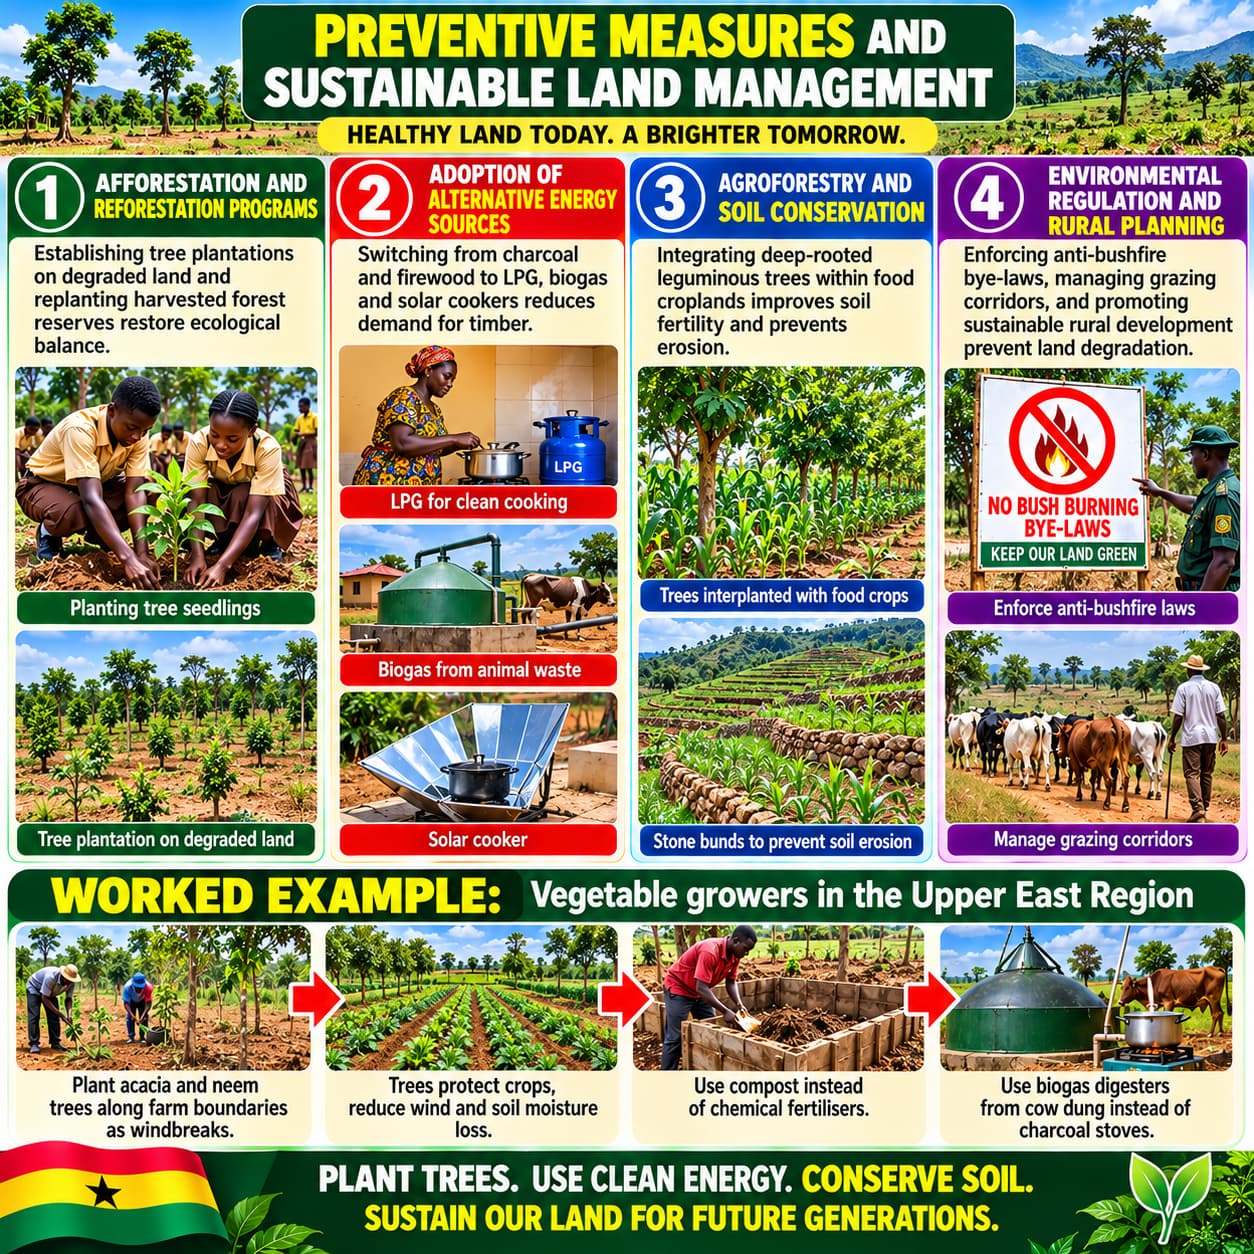 PREVENTIVE MEASURES AND
SUSTAINABLE LAND MANAGEMENT
HEALTHY LAND TODAY. A BRIGHTER TOMORROW.
1
AFFORESTATION AND
REFORESTATION PROGRAMS
Establishing tree plantations
on degraded land and
replanting harvested forest
reserves restore ecological
balance.
Planting tree seedlings
Tree plantation on degraded land
2
ADOPTION OF
ALTERNATIVE ENERGY
SOURCES
Switching from charcoal
and firewood to LPG, biogas
and solar cookers reduces
demand for timber.
LPG
LPG for clean cooking
Biogas from animal waste
Solar cooker
3
AGROFORESTRY AND
SOIL CONSERVATION
Integrating deep-rooted
leguminous trees within food
croplands improves soil
fertility and prevents
erosion.
Trees interplanted with food crops
Stone bunds to prevent soil erosion
4
ENVIRONMENTAL
REGULATION AND
RURAL PLANNING
Enforcing anti-bushfire
bye-laws, managing grazing
corridors, and promoting
sustainable rural development
prevent land degradation.
NO BUSH BURNING
BYE-LAWS
KEEP OUR LAND GREEN
Enforce anti-bushfire laws
Manage grazing corridors
WORKED EXAMPLE: Vegetable growers in the Upper East Region
Plant acacia and neem
trees along farm boundaries
as windbreaks.
Trees protect crops,
reduce wind and soil moisture
loss.
Use compost instead
of chemical fertilisers.
Use biogas digesters
from cow dung instead of
charcoal stoves.
PLANT TREES. USE CLEAN ENERGY. CONSERVE SOIL.
SUSTAIN OUR LAND FOR FUTURE GENERATIONS.